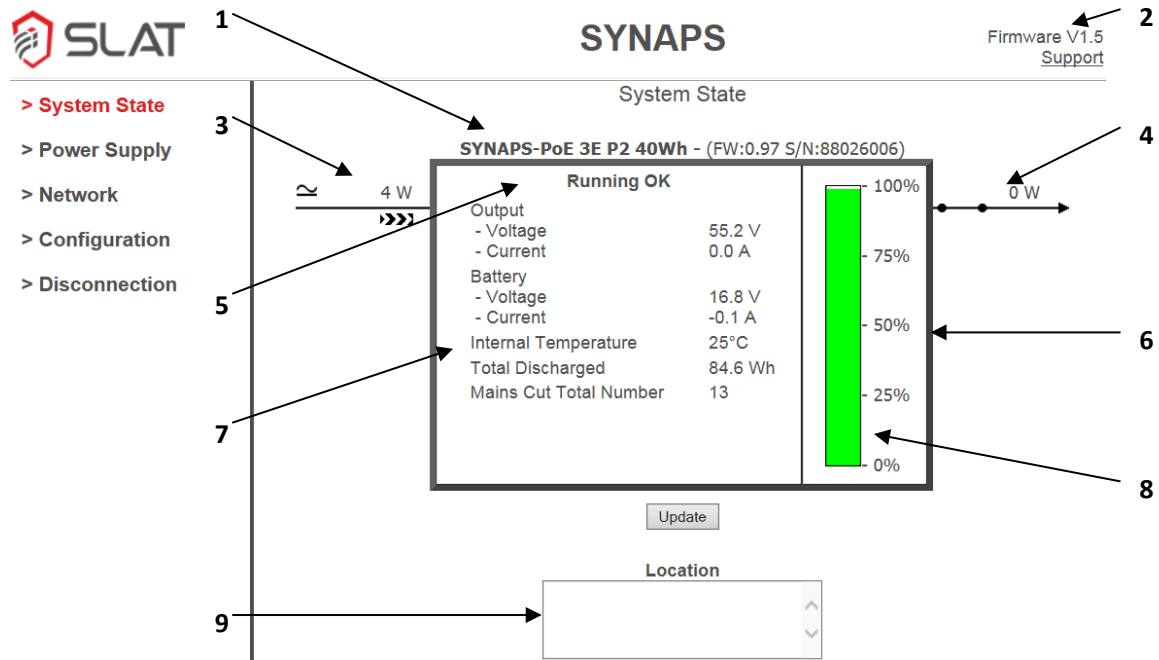 1
2
SLAT
SYNAPS
Firmware V1.5
Support
System State
> System State
3
4
> Power Supply
SYNAPS-PoE 3E P2 40Wh - (FW:0.97 S/N:88026006)
Running OK
100%
4 W
0 W
> Network
Output
- Voltage 55.2 V
- Current 0.0 A
> Configuration
75%
Battery
> Disconnection
- Voltage 16.8 V
- Current -0.1 A
5
50%
6
Internal Temperature 25°C
Total Discharged 84.6 Wh
Mains Cut Total Number 13
25%
7
0%
8
Update
Location
9